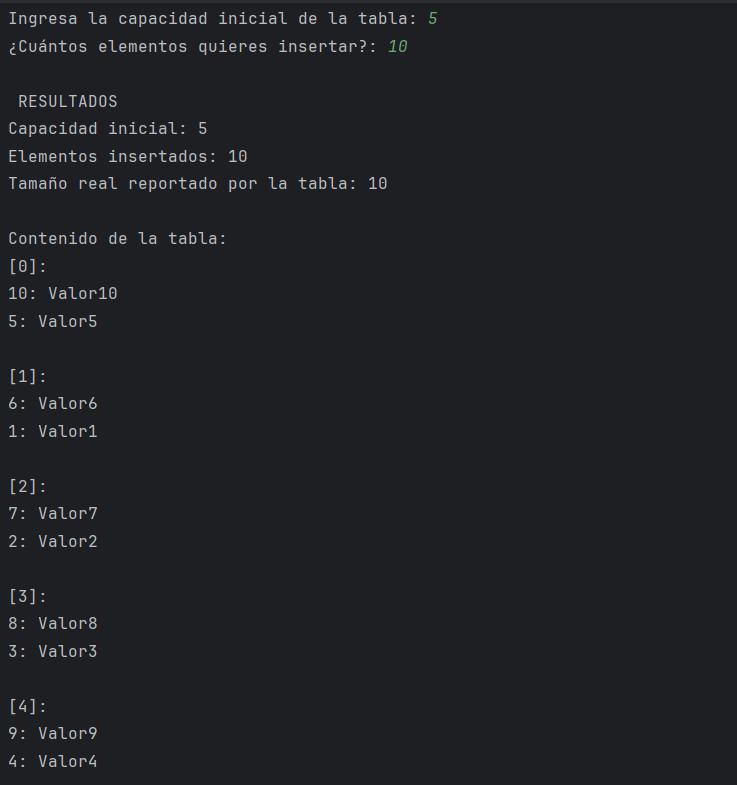 Ingresa la capacidad inicial de la tabla: 5
¿Cuántos elementos quieres insertar?: 10
RESULTADOS
Capacidad inicial: 5
Elementos insertados: 10
Tamaño real reportado por la tabla: 10
Contenido de la tabla:
[0]:
10: Valor10
5: Valor5
[1]:
6: Valor6
1: Valor1
[2]:
7: Valor7
2: Valor2
[3]:
8: Valor8
3: Valor3
[4]:
9: Valor9
4: Valor4